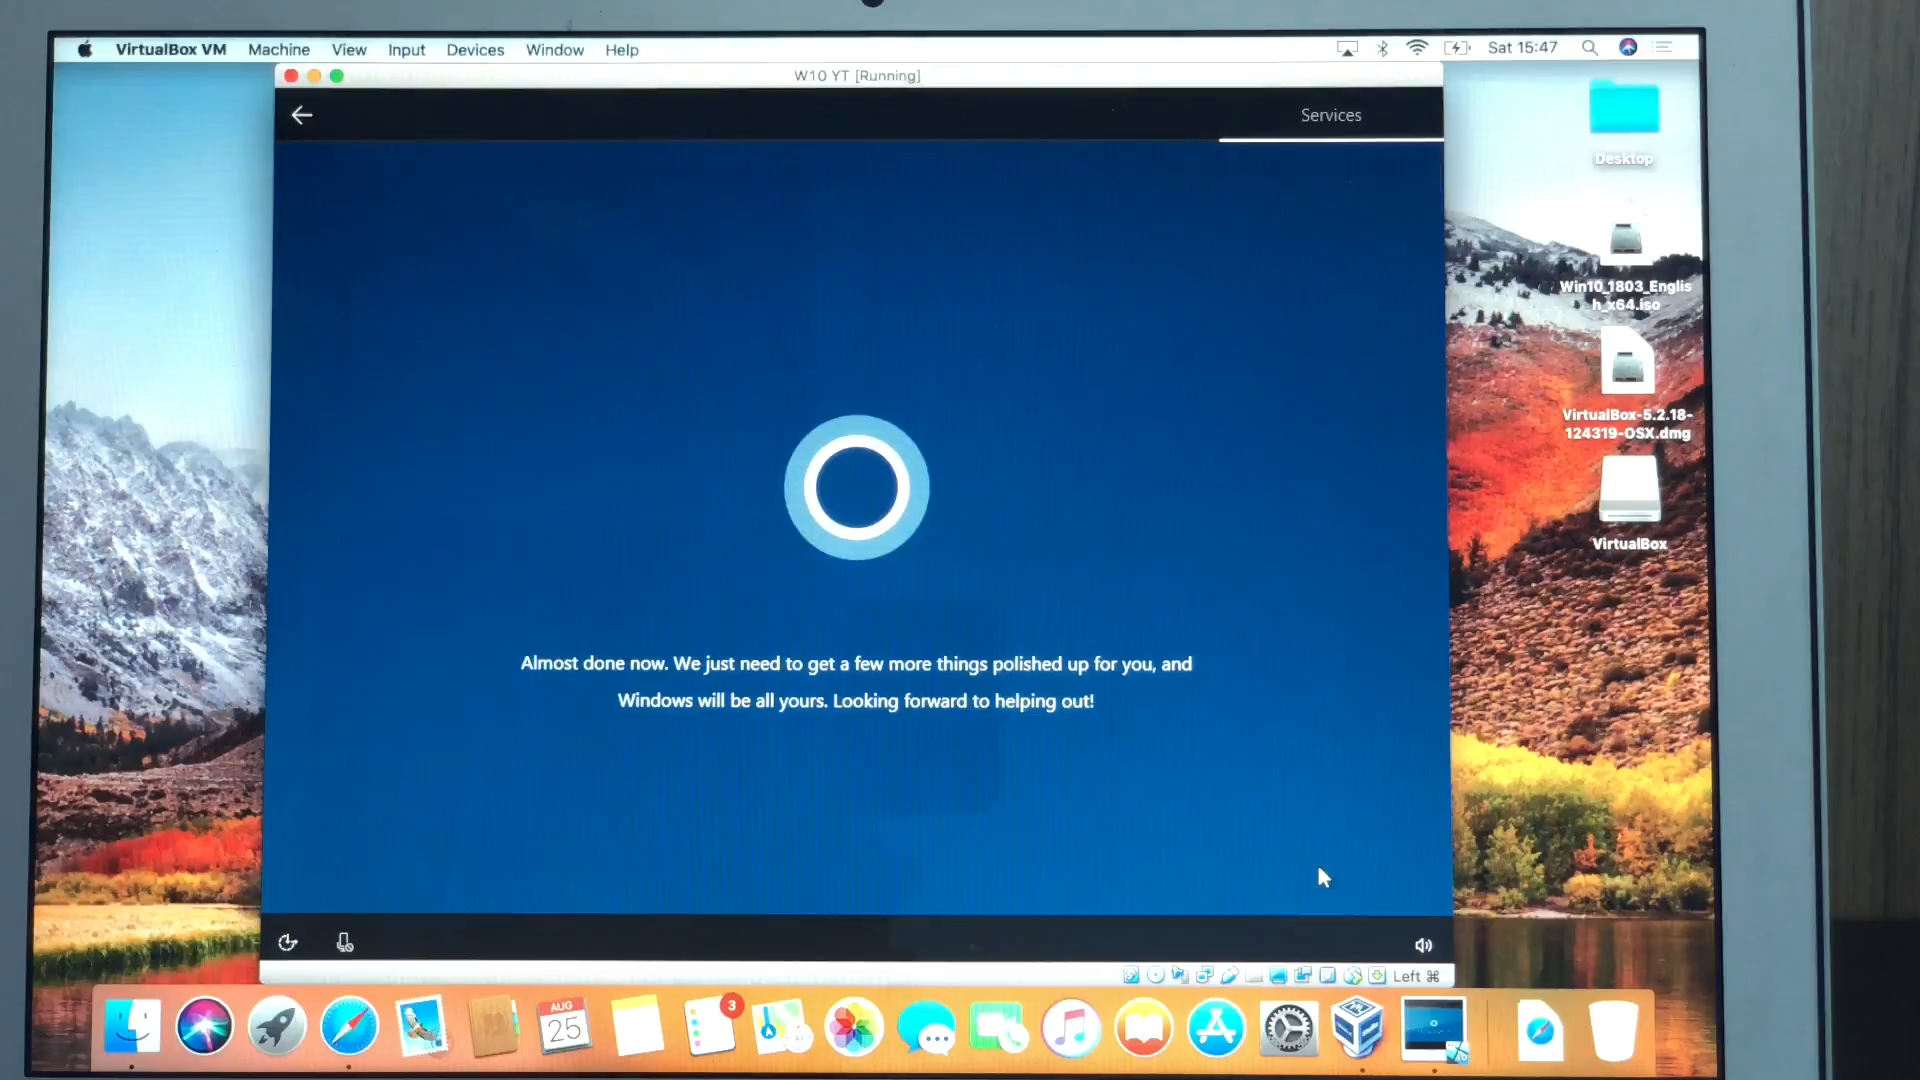 VirtualBox VM Machine View Input Devices Window Help
Sat 15:47
W10 YT [Running]
Services
Desktop
Win10_1803_Englis
h_x64.iso
VirtualBox-5.2.18-
124319-OSX.dmg
VirtualBox
Almost done now. We just need to get a few more things polished up for you, and
Windows will be all yours. Looking forward to helping out!
Left ⌘
3
AUG
25